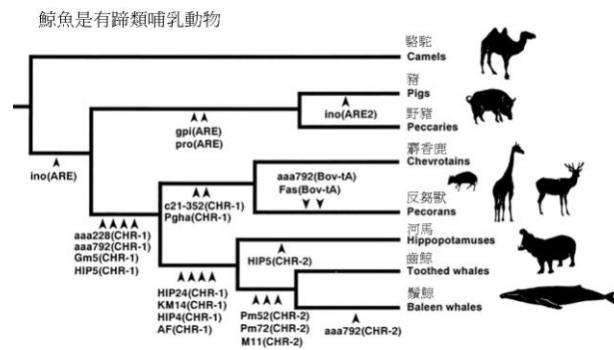 鯨魚是有蹄類哺乳動物
駱駝
Camels
豬
Pigs
ino(ARE2)
野豬
Peccaries
gpi(ARE)
pro(ARE)
ino(ARE)
麝香鹿
Chevrotains
aaa792(Bov-tA)
Fas(Bov-tA)
c21-352(CHR-1)
Pgha(CHR-1)
反芻獸
Pecorans
aaa228(CHR-1)
aaa792(CHR-1)
Gm5(CHR-1)
HIP5(CHR-1)
河馬
Hippopotamuses
HIP5(CHR-2)
齒鯨
Toothed whales
HIP24(CHR-1)
KM14(CHR-1)
HIP4(CHR-1)
AF(CHR-1)
鬚鯨
Baleen whales
Pm52(CHR-2)
Pm72(CHR-2)
M11(CHR-2)
aaa792(CHR-2)